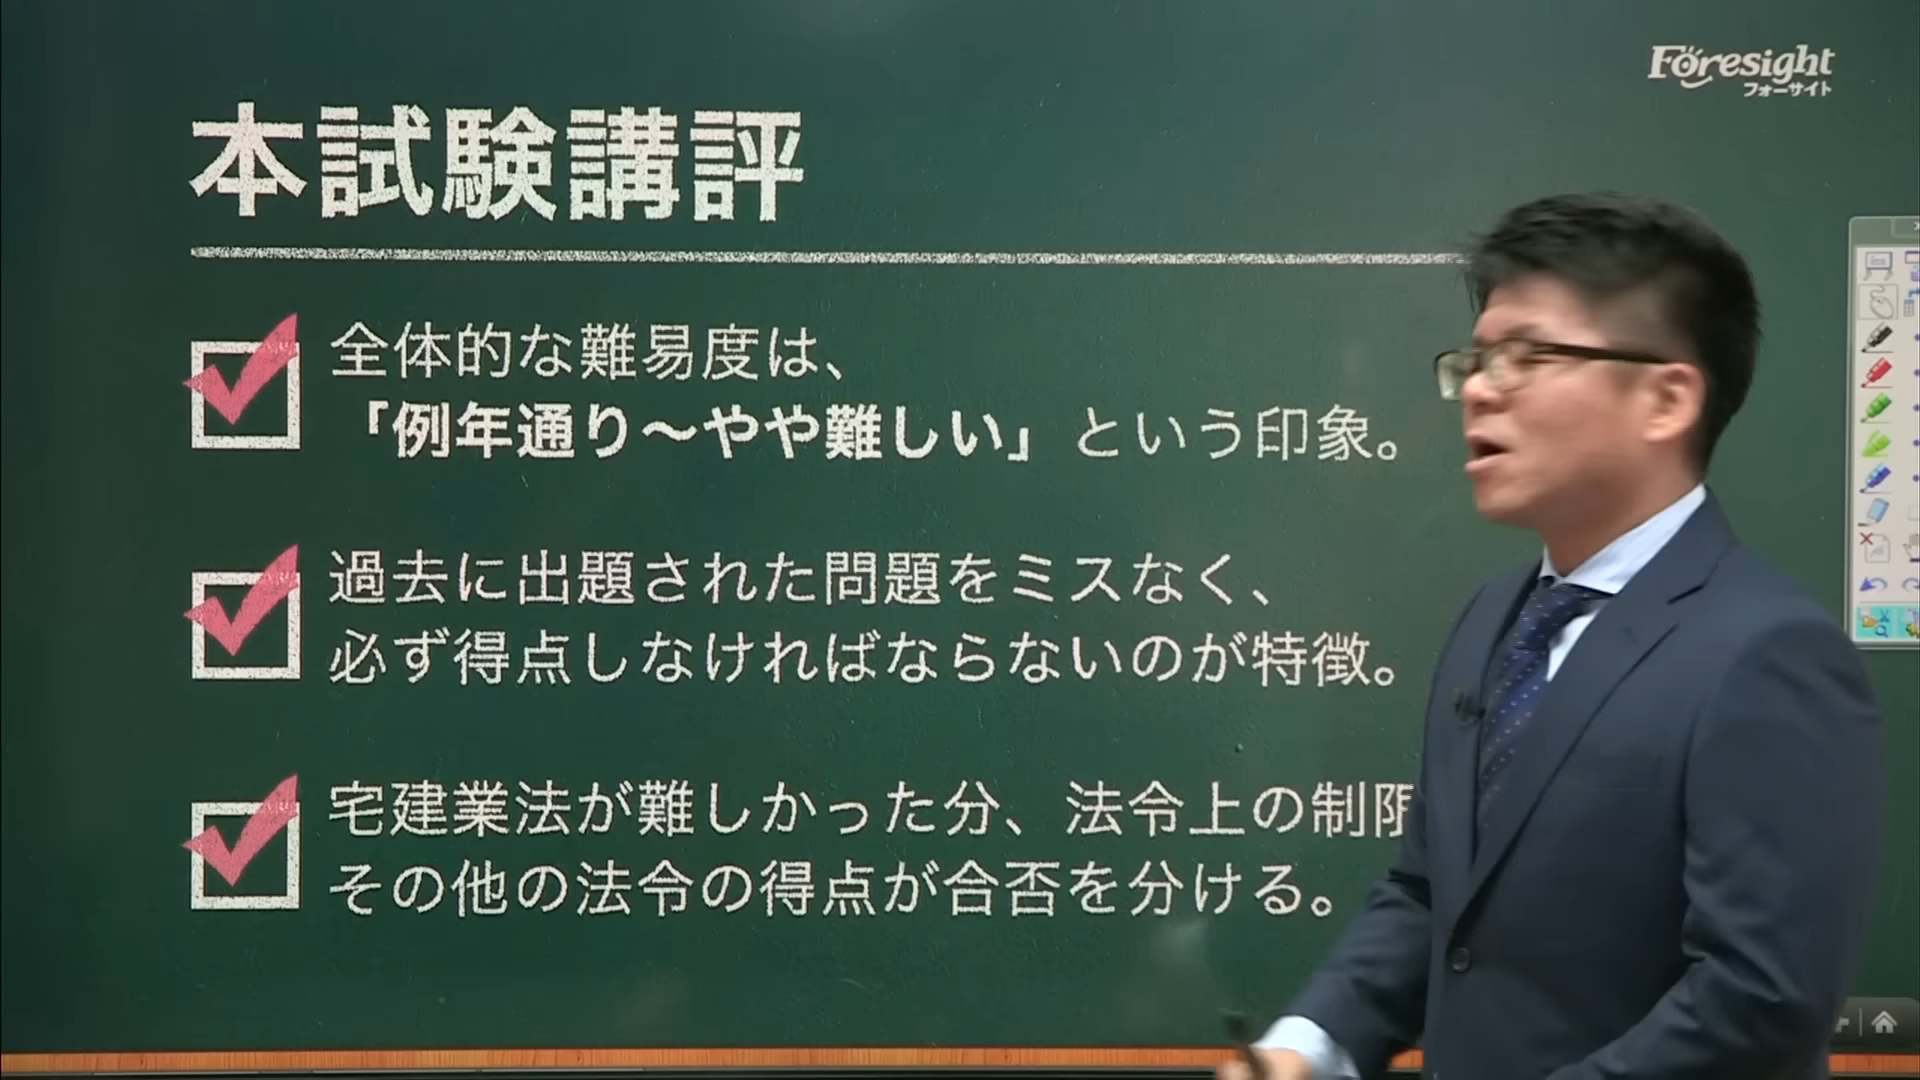 Foresight
フォーサイト
本試験講評
全体的な難易度は、
「例年通り～やや難しい」という印象。
過去に出題された問題をミスなく、
必ず得点しなければならないのが特徴。
宅建業法が難しかった分、法令上の制限
その他の法令の得点が合否を分ける。